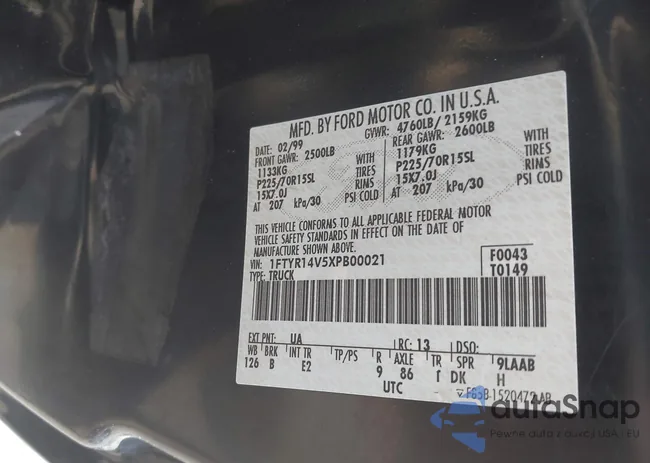 MFD. BY FORD MOTOR CO. IN U.S.A.
DATE: 02/99 GVWR: 4760LB/ 2159KG
FRONT GAWR: 2500LB REAR GAWR: 2600LB
1133KG WITH 1179KG WITH
P225/70R15SL TIRES P225/70R15SL TIRES
15X7.0J RIMS 15X7.0J RIMS
AT 207 kPa/30 PSI COLD AT 207 kPa/30 PSI COLD
THIS VEHICLE CONFORMS TO ALL APPLICABLE FEDERAL MOTOR
VEHICLE SAFETY STANDARDS IN EFFECT ON THE DATE OF
MANUFACTURE SHOWN ABOVE.
VIN: 1FTYR14V5XPB00021 F0043
TYPE: TRUCK T0149
EXT PNT: UA RC: 13 DSO:
WB BRK INT TR TP/PS R AXLE TR SPR 9LAAB
126 B E2 9 86 DK H
UTC
autoSnap
Pewne auta z aukcji USA - EU